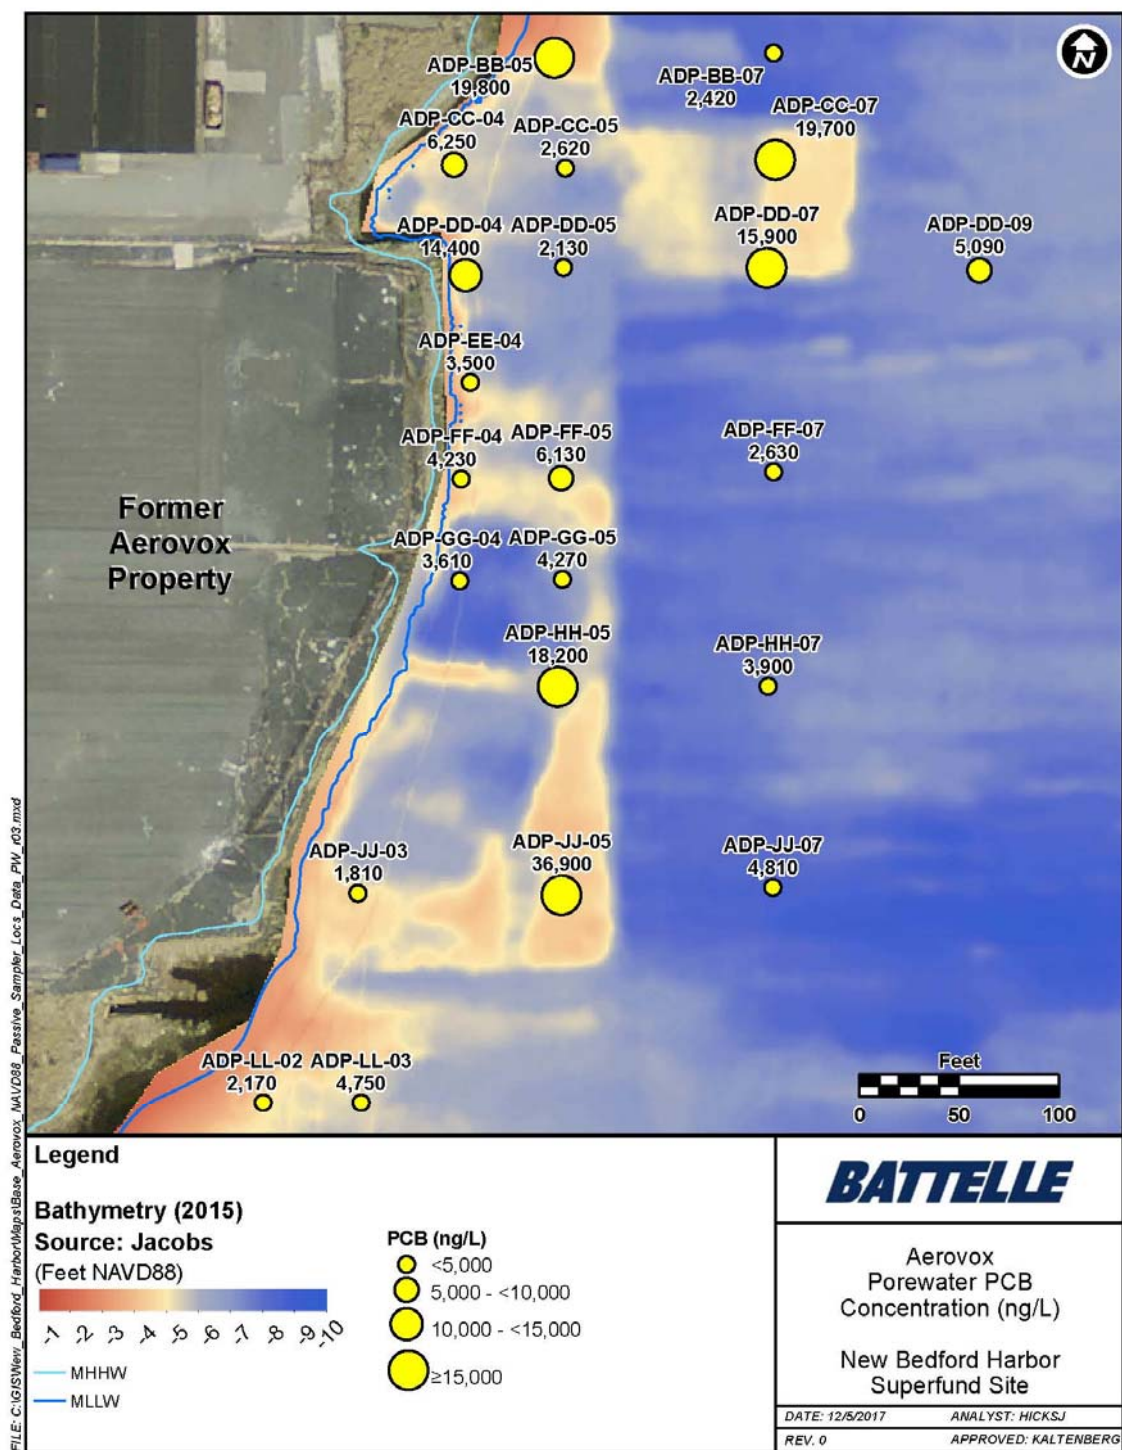 N
ADP-BB-05
19,800
ADP-BB-07
2,420
ADP-CC-04
6,250
ADP-CC-05
2,620
ADP-CC-07
19,700
ADP-DD-04
14,400
ADP-DD-05
2,130
ADP-DD-07
15,900
ADP-DD-09
5,090
ADP-EE-04
3,500
ADP-FF-04
4,230
ADP-FF-05
6,130
ADP-FF-07
2,630
Former
Aerovox
Property
ADP-GG-04
3,610
ADP-GG-05
4,270
ADP-HH-05
18,200
ADP-HH-07
3,900
ADP-JJ-03
1,810
ADP-JJ-05
36,900
ADP-JJ-07
4,810
ADP-LL-02
2,170
ADP-LL-03
4,750
Feet
0 50 100
FILE: C:\GIS\New_Bedford_Harbor\Maps\Base_Aerovox_NAVD88_Passive_Sampler_Locs_Data_PW_r03.mxd
Legend
Bathymetry (2015)
Source: Jacobs
(Feet NAVD88)
-1 -2 -3 -4 -5 -6 -7 -8 -9 -10
MHHW
MLLW
PCB (ng/L)
<5,000
5,000 - <10,000
10,000 - <15,000
≥15,000
BATTELLE
Aerovox
Porewater PCB
Concentration (ng/L)
New Bedford Harbor
Superfund Site
DATE: 12/5/2017 ANALYST: HICKSJ
REV. 0 APPROVED: KALTENBERG